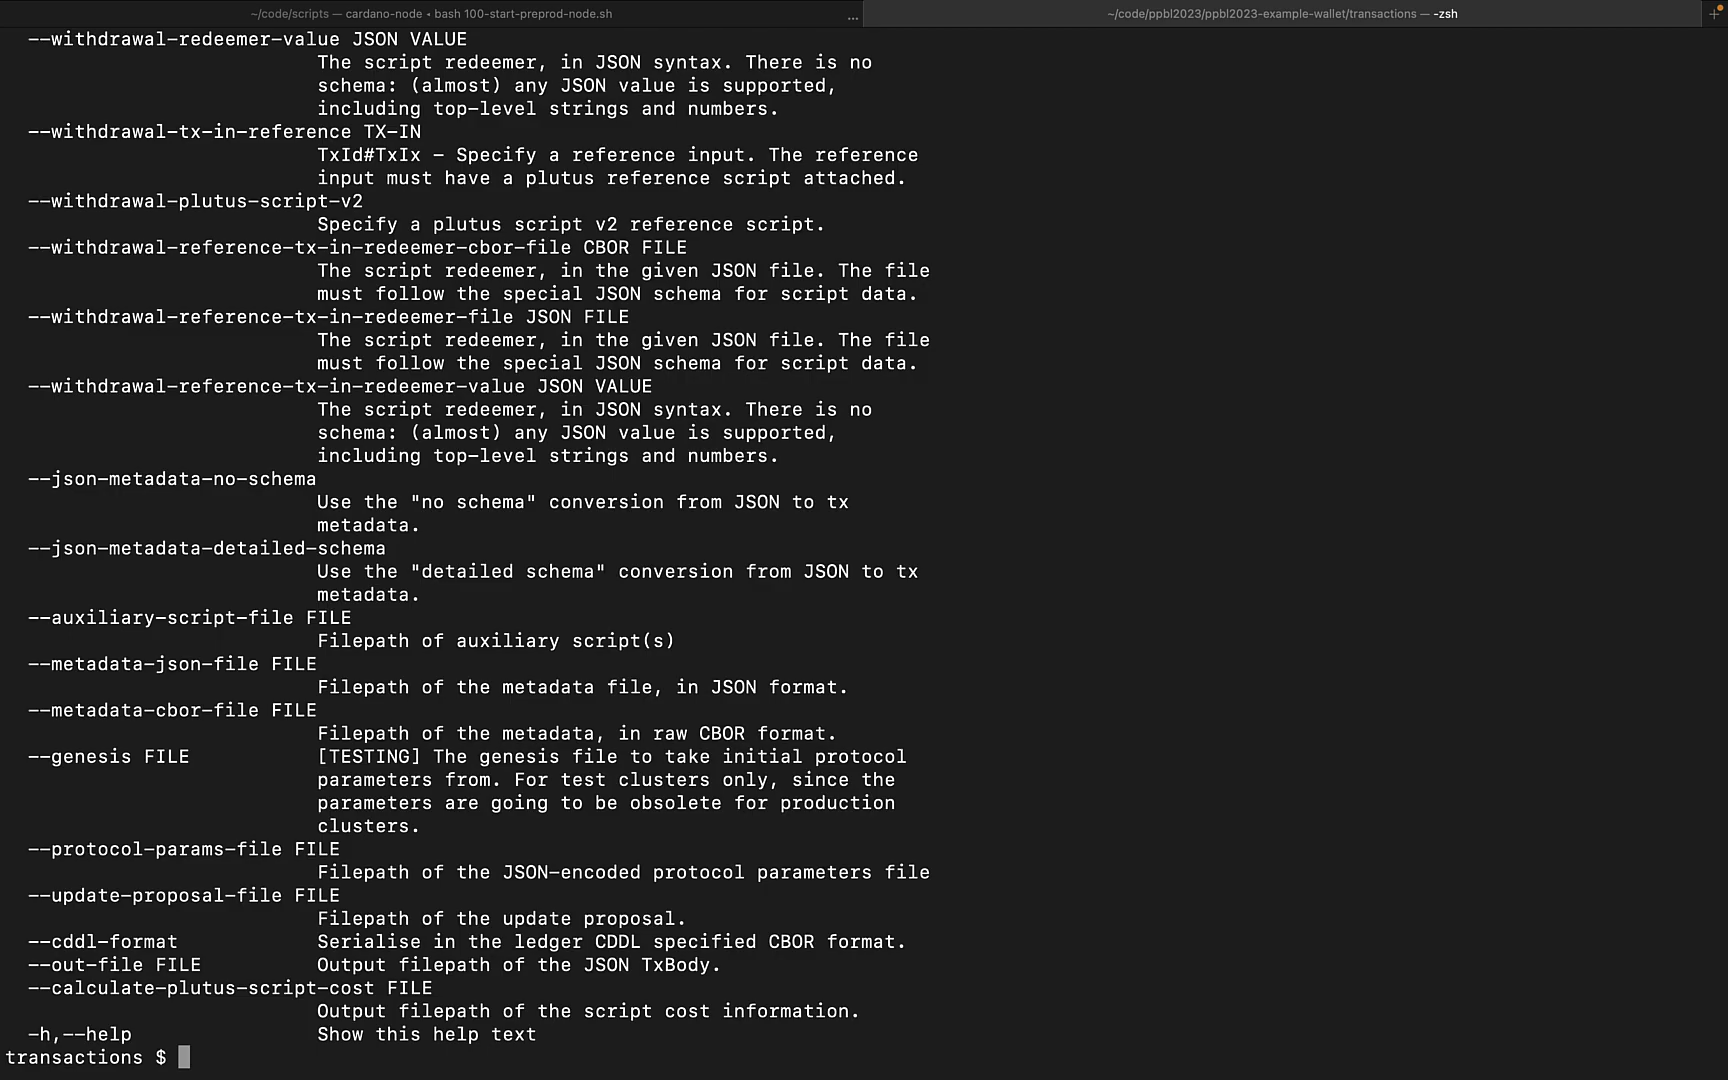 ~/code/scripts — cardano-node • bash 100-start-preprod-node.sh
...
~/code/ppbl2023/ppbl2023-example-wallet/transactions — -zsh
+
--withdrawal-redeemer-value JSON VALUE
The script redeemer, in JSON syntax. There is no
schema: (almost) any JSON value is supported,
including top-level strings and numbers.
--withdrawal-tx-in-reference TX-IN
TxId#TxIx - Specify a reference input. The reference
input must have a plutus reference script attached.
--withdrawal-plutus-script-v2
Specify a plutus script v2 reference script.
--withdrawal-reference-tx-in-redeemer-cbor-file CBOR FILE
The script redeemer, in the given JSON file. The file
must follow the special JSON schema for script data.
--withdrawal-reference-tx-in-redeemer-file JSON FILE
The script redeemer, in the given JSON file. The file
must follow the special JSON schema for script data.
--withdrawal-reference-tx-in-redeemer-value JSON VALUE
The script redeemer, in JSON syntax. There is no
schema: (almost) any JSON value is supported,
including top-level strings and numbers.
--json-metadata-no-schema
Use the "no schema" conversion from JSON to tx
metadata.
--json-metadata-detailed-schema
Use the "detailed schema" conversion from JSON to tx
metadata.
--auxiliary-script-file FILE
Filepath of auxiliary script(s)
--metadata-json-file FILE
Filepath of the metadata file, in JSON format.
--metadata-cbor-file FILE
Filepath of the metadata, in raw CBOR format.
--genesis FILE [TESTING] The genesis file to take initial protocol
parameters from. For test clusters only, since the
parameters are going to be obsolete for production
clusters.
--protocol-params-file FILE
Filepath of the JSON-encoded protocol parameters file
--update-proposal-file FILE
Filepath of the update proposal.
--cddl-format Serialise in the ledger CDDL specified CBOR format.
--out-file FILE Output filepath of the JSON TxBody.
--calculate-plutus-script-cost FILE
Output filepath of the script cost information.
-h,--help Show this help text
transactions $